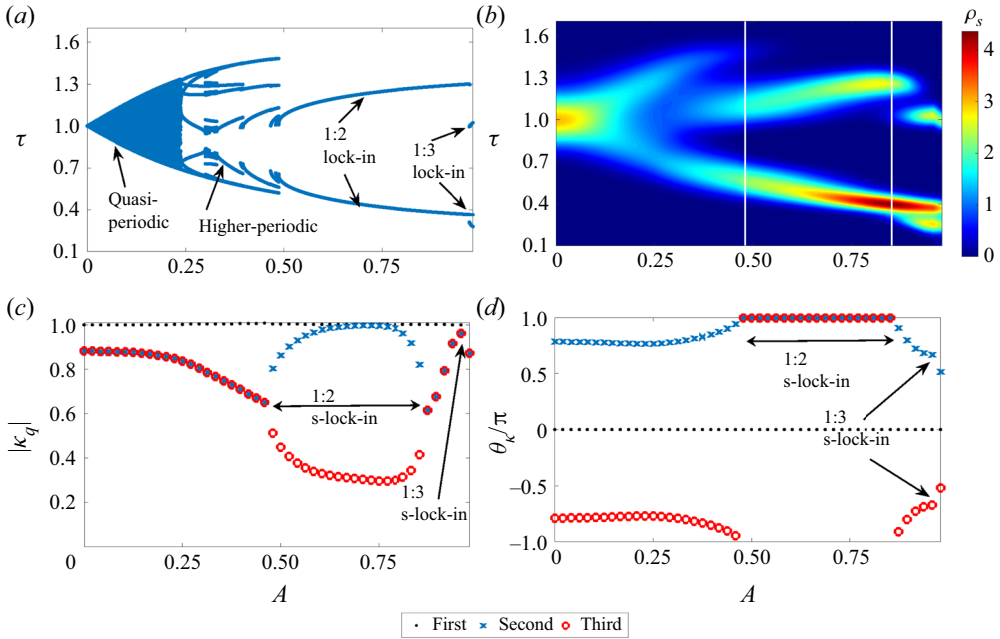 (a)
1.6
1.3
1.0
0.7
0.4
0.1
τ
0
0.25
0.50
0.75
Quasi-
periodic
Higher-periodic
1:2
lock-in
1:3
lock-in
(b)
1.6
1.3
1.0
0.7
0.4
0.1
τ
0
0.25
0.50
0.75
ρs
4
3
2
1
0
(c)
1.0
0.8
0.6
0.4
0.2
|κq|
0
0.25
0.50
0.75
A
1:2
s-lock-in
1:3
s-lock-in
(d)
1.0
0.5
0
−0.5
−1.0
θκ/π
0
0.25
0.50
0.75
A
1:2
s-lock-in
1:3
s-lock-in
First Second Third